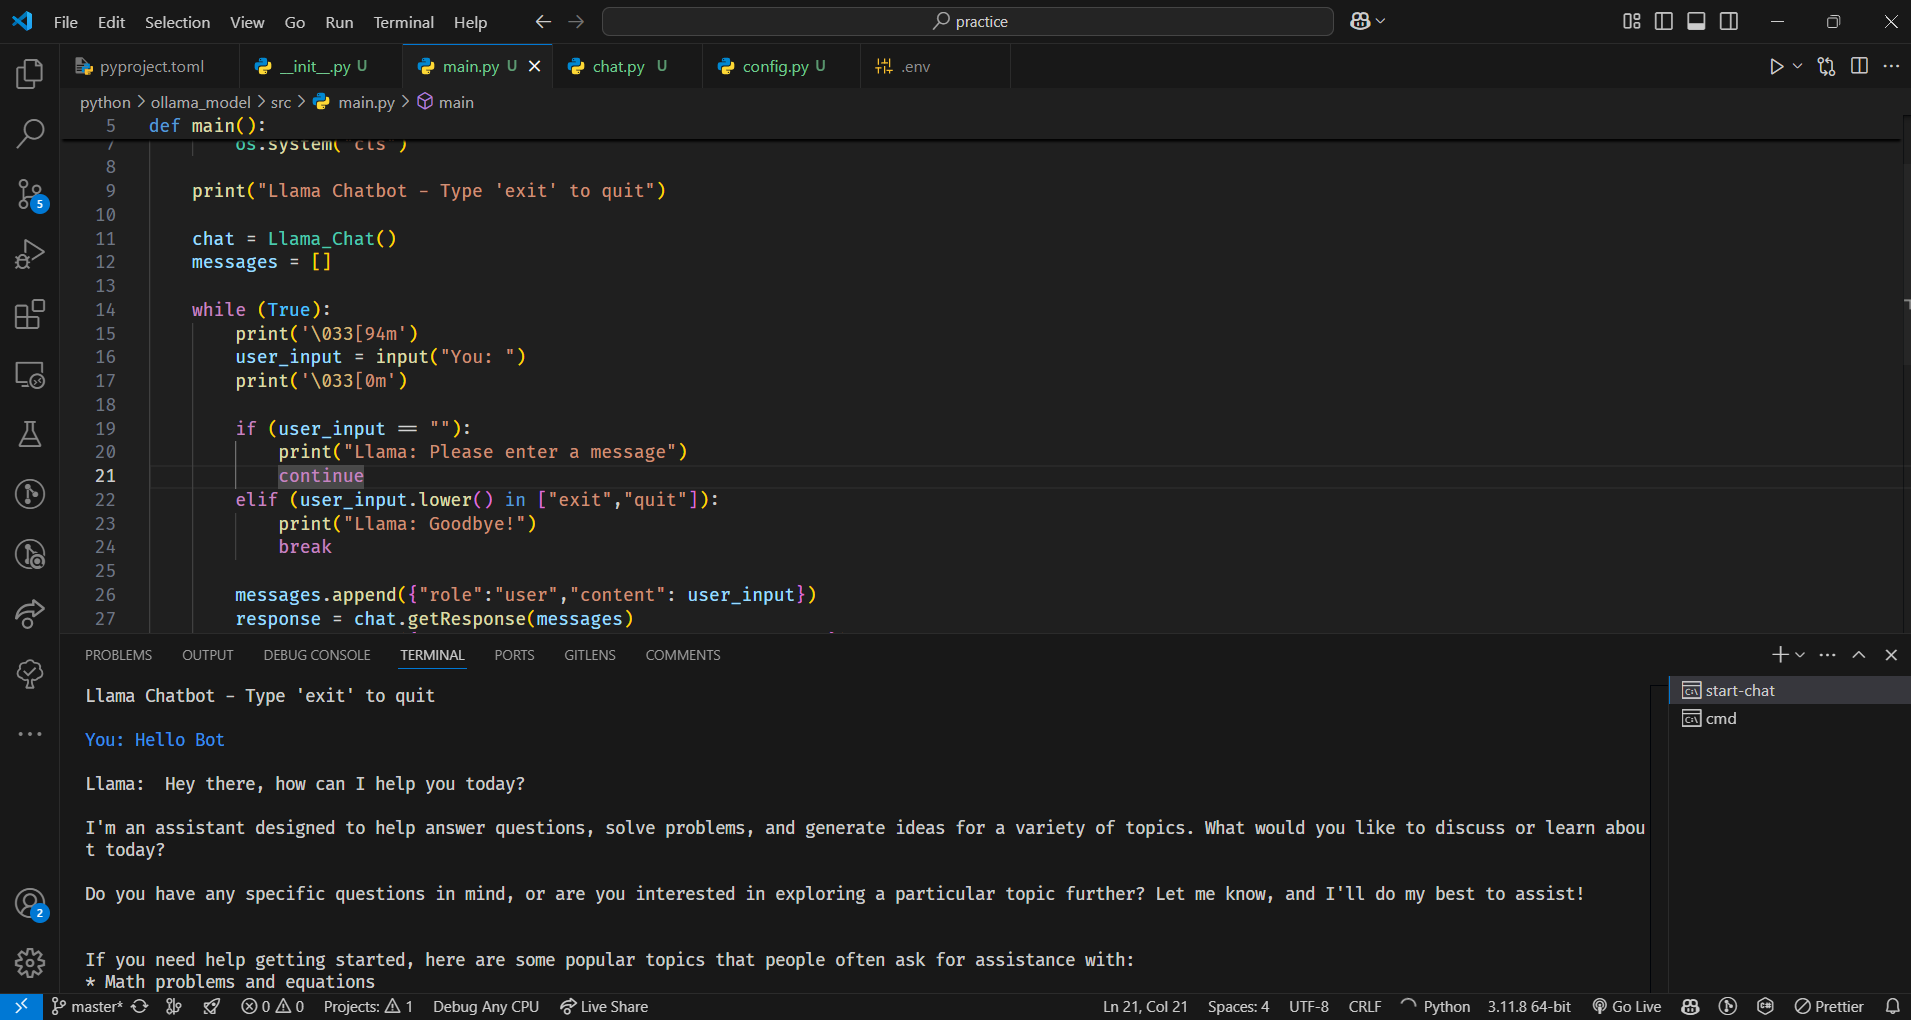 File Edit Selection View Go Run Terminal Help practice
pyproject.toml __init__.py U main.py U chat.py U config.py U .env
python > ollama_model > src > main.py > main
5 def main():
7 os.system('cls')
8
9 print("Llama Chatbot - Type 'exit' to quit")
10
11 chat = Llama_Chat()
12 messages = []
13
14 while (True):
15 print('\033[94m')
16 user_input = input("You: ")
17 print('\033[0m')
18
19 if (user_input == ""):
20 print("Llama: Please enter a message")
21 continue
22 elif (user_input.lower() in ["exit","quit"]):
23 print("Llama: Goodbye!")
24 break
25
26 messages.append({"role":"user","content": user_input})
27 response = chat.getResponse(messages)
5
PROBLEMS OUTPUT DEBUG CONSOLE TERMINAL PORTS GITLENS COMMENTS
Llama Chatbot - Type 'exit' to quit
You: Hello Bot
Llama: Hey there, how can I help you today?
I'm an assistant designed to help answer questions, solve problems, and generate ideas for a variety of topics. What would you like to discuss or learn abou
t today?
Do you have any specific questions in mind, or are you interested in exploring a particular topic further? Let me know, and I'll do my best to assist!
If you need help getting started, here are some popular topics that people often ask for assistance with:
* Math problems and equations
start-chat
cmd
2
master* 0 0 Projects: 1 Debug Any CPU Live Share Ln 21, Col 21 Spaces: 4 UTF-8 CRLF Python 3.11.8 64-bit Go Live Prettier